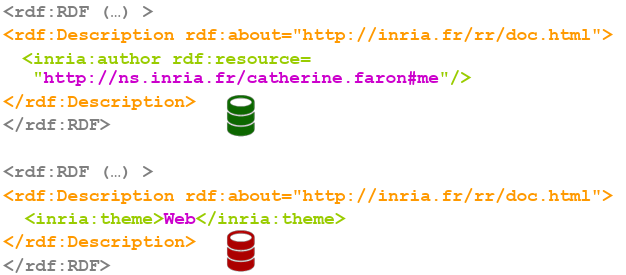 <rdf:RDF (…) >
<rdf:Description rdf:about="http://inria.fr/rr/doc.html">
<inria:author rdf:resource=
"http://ns.inria.fr/catherine.faron#me"/>
</rdf:Description>
</rdf:RDF>
<rdf:RDF (…) >
<rdf:Description rdf:about="http://inria.fr/rr/doc.html">
<inria:theme>Web</inria:theme>
</rdf:Description>
</rdf:RDF>